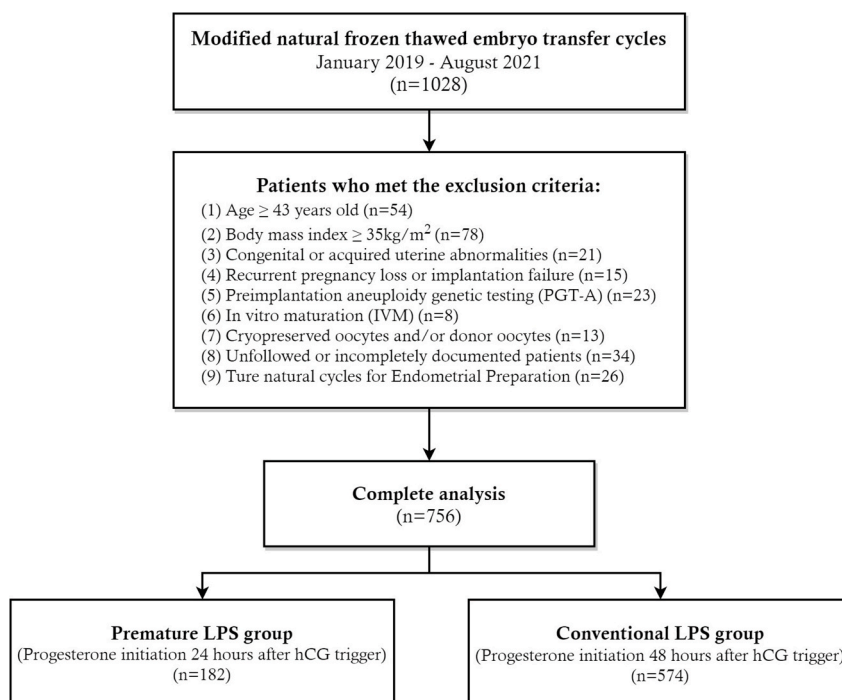 Modified natural frozen thawed embryo transfer cycles
January 2019 - August 2021
(n=1028)
Patients who met the exclusion criteria:
(1) Age ≥ 43 years old (n=54)
(2) Body mass index ≥ 35kg/m² (n=78)
(3) Congenital or acquired uterine abnormalities (n=21)
(4) Recurrent pregnancy loss or implantation failure (n=15)
(5) Preimplantation aneuploidy genetic testing (PGT-A) (n=23)
(6) In vitro maturation (IVM) (n=8)
(7) Cryopreserved oocytes and/or donor oocytes (n=13)
(8) Unfollowed or incompletely documented patients (n=34)
(9) Ture natural cycles for Endometrial Preparation (n=26)
Complete analysis
(n=756)
Premature LPS group
(Progesterone initiation 24 hours after hCG trigger)
(n=182)
Conventional LPS group
(Progesterone initiation 48 hours after hCG trigger)
(n=574)